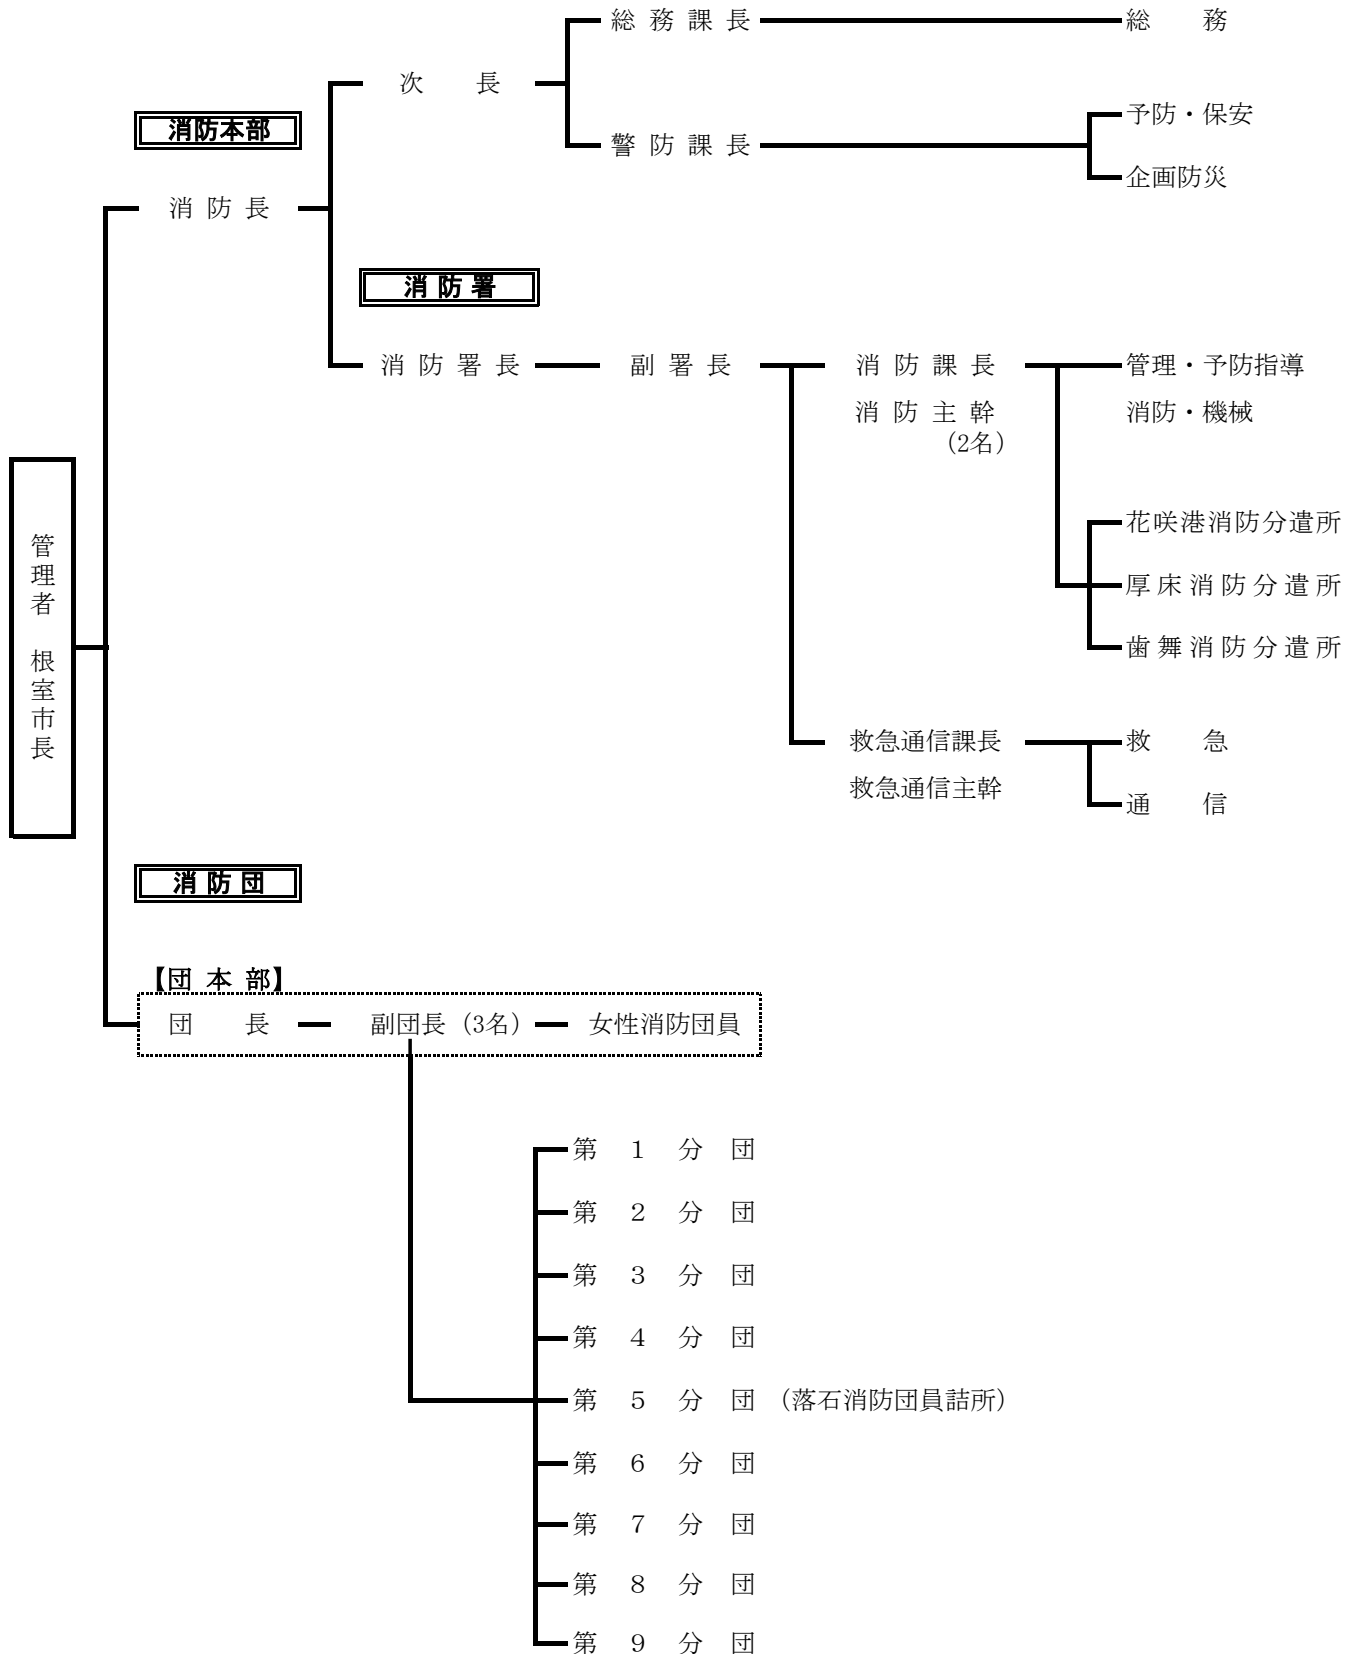 総務課長 総務
次長
消防本部
予防・保安
警防課長
企画防災
消防長
消防署
消防署長 副署長 消防課長 管理・予防指導
消防主幹 消防・機械
(2名)
花咲港消防分遣所
厚床消防分遣所
歯舞消防分遣所
管理者 根室市長
救急通信課長 救急
救急通信主幹
通信
消防団
【団本部】
団長 副団長(3名) 女性消防団員
第1分団
第2分団
第3分団
第4分団
第5分団(落石消防団員詰所)
第6分団
第7分団
第8分団
第9分団